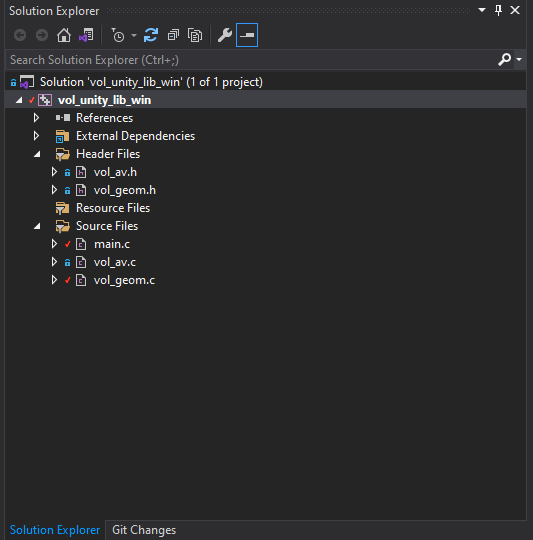 Solution Explorer
Search Solution Explorer (Ctrl+;)
Solution 'vol_unity_lib_win' (1 of 1 project)
vol_unity_lib_win
References
External Dependencies
Header Files
vol_av.h
vol_geom.h
Resource Files
Source Files
main.c
vol_av.c
vol_geom.c
Solution Explorer Git Changes